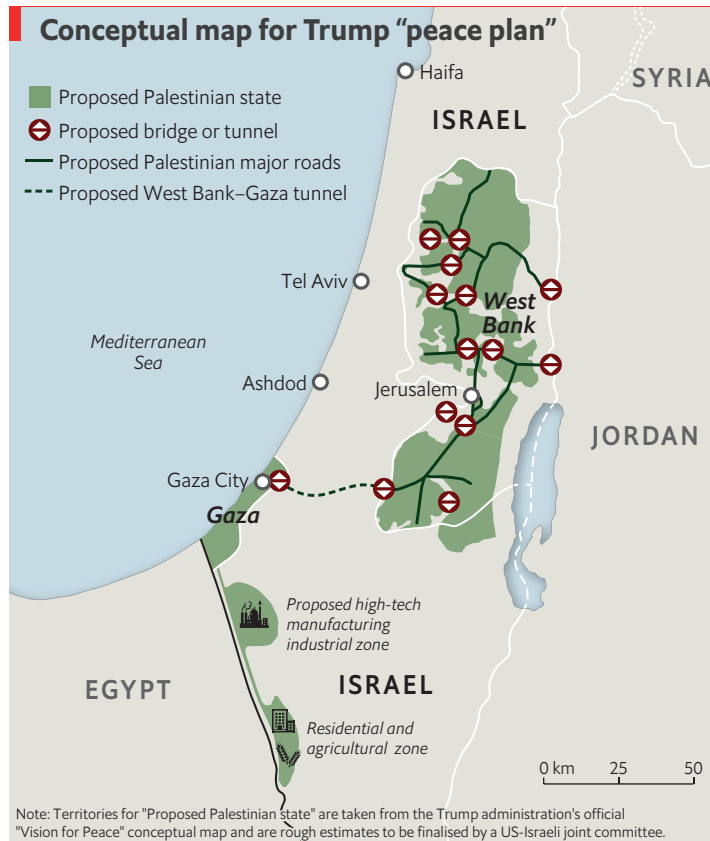 Conceptual map for Trump “peace plan”
Haifa
SYRIA
Proposed Palestinian state
ISRAEL
Proposed bridge or tunnel
Proposed Palestinian major roads
Proposed West Bank–Gaza tunnel
Tel Aviv
West
Bank
Mediterranean
Sea
Ashdod
Jerusalem
JORDAN
Gaza City
Gaza
Proposed high-tech
manufacturing
industrial zone
EGYPT
ISRAEL
Residential and
agricultural zone
0 km 25 50
Note: Territories for "Proposed Palestinian state" are taken from the Trump administration's official
"Vision for Peace" conceptual map and are rough estimates to be finalised by a US-Israeli joint committee.